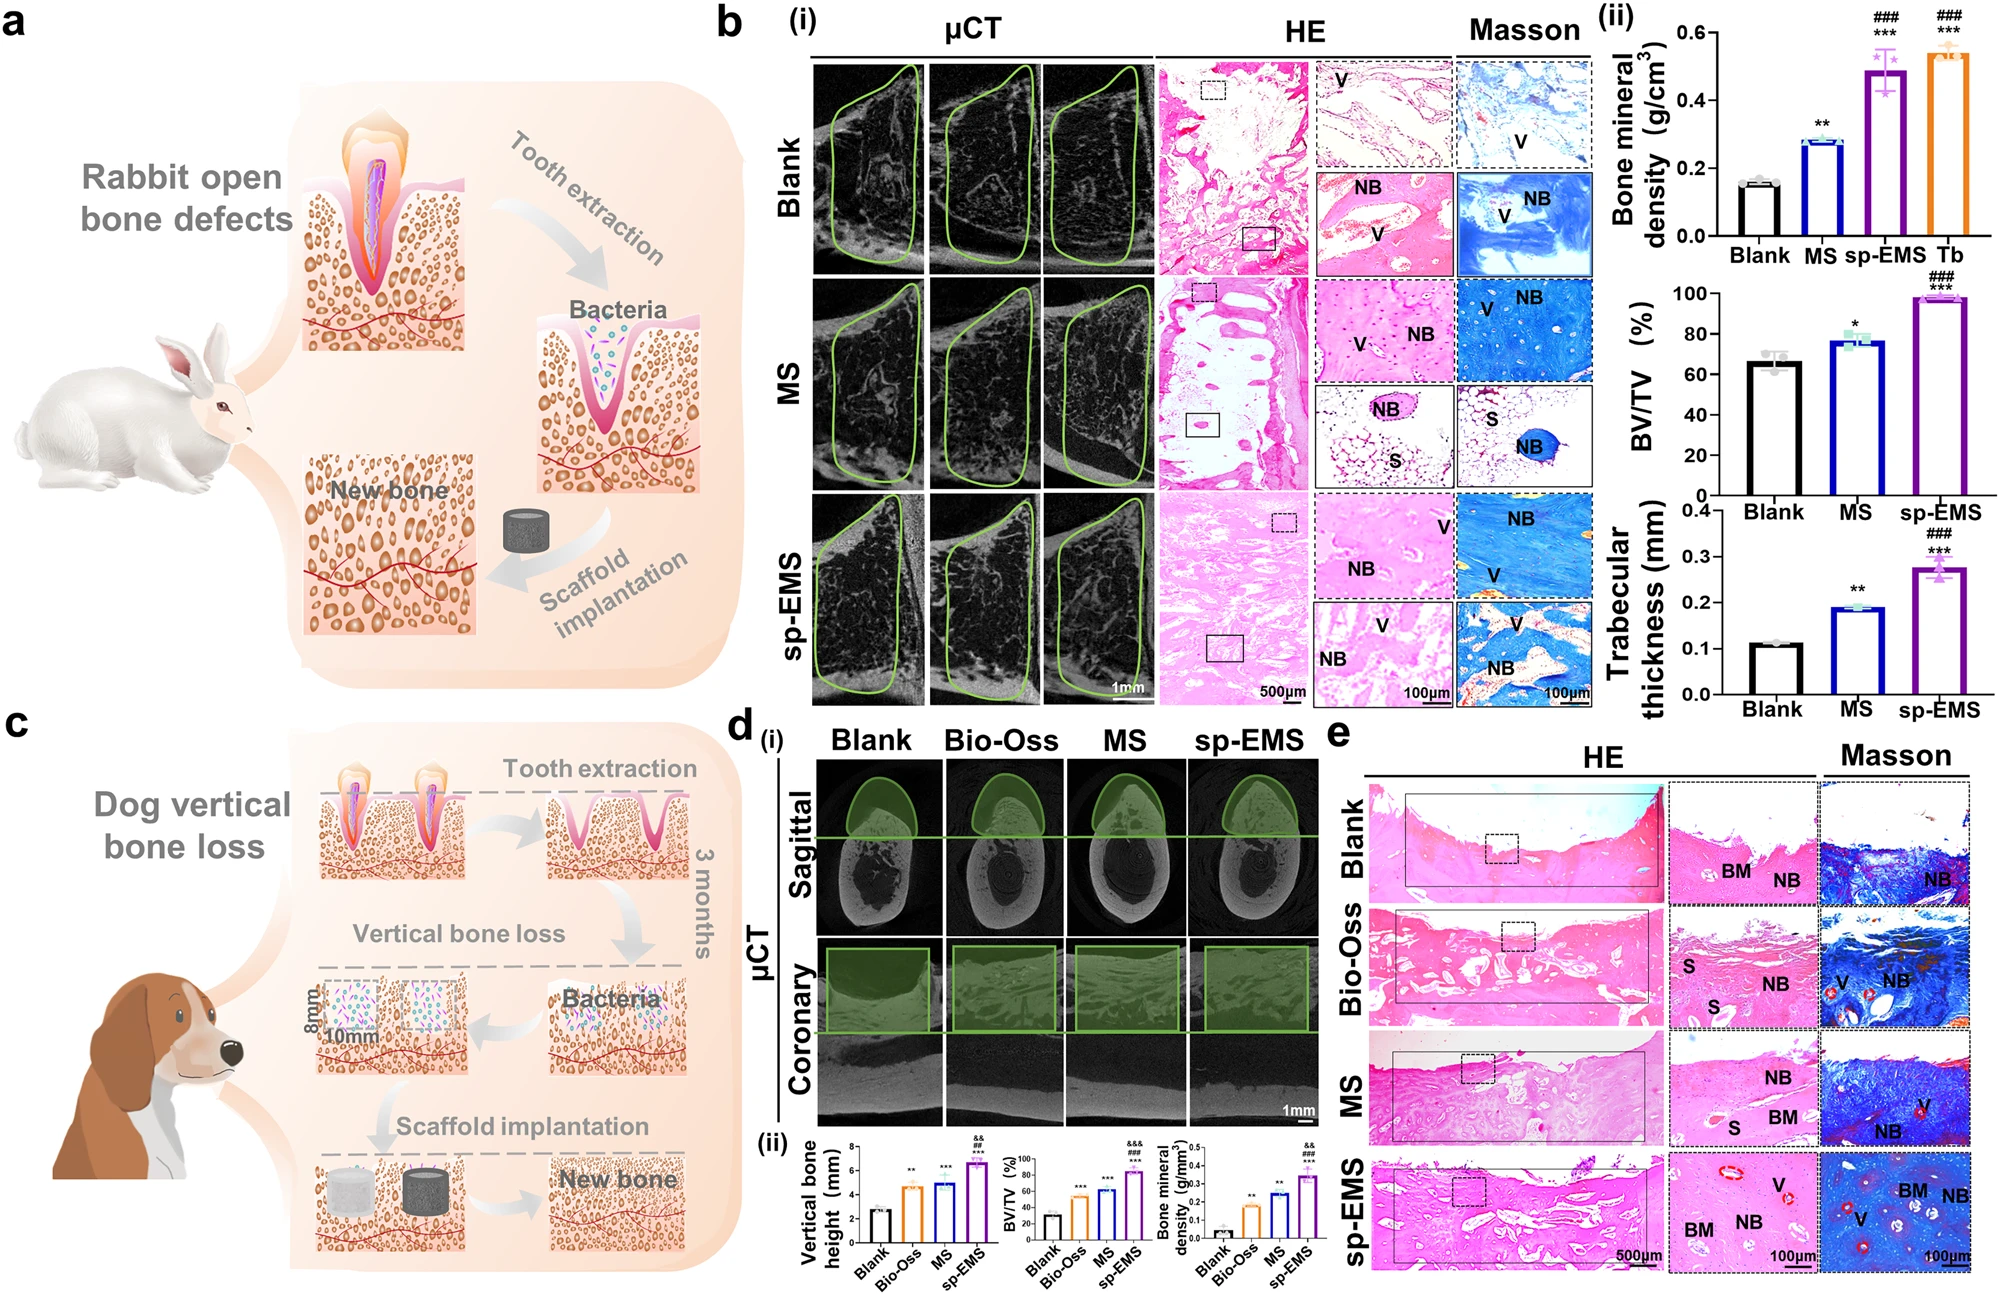 a
Rabbit open
bone defects
Tooth extraction
Bacteria
New bone
Scaffold
implantation
b
(i)
µCT
HE
Masson
Blank
V
V
NB
V
NB
V
MS
V
NB
V
NB
NB
S
S
NB
sp-EMS
V
NB
NB
V
V
NB
V
NB
1mm
500µm
100µm
100µm
(ii)
Bone mineral
density (g/cm³)
0.6
0.4
0.2
0.0
**
###
***
###
***
Blank
MS
sp-EMS
Tb
BV/TV (%)
100
80
60
40
20
0
*
###
***
Blank
MS
sp-EMS
Trabecular
thickness (mm)
0.4
0.3
0.2
0.1
0.0
**
###
***
Blank
MS
sp-EMS
c
Dog vertical
bone loss
Tooth extraction
3 months
Vertical bone loss
Bacteria
8mm
10mm
Scaffold implantation
New bone
d
(i)
Blank
Bio-Oss
MS
sp-EMS
µCT
Sagittal
Coronary
1mm
(ii)
Vertical bone
height (mm)
8
6
4
2
0
**
***
&&
##
***
Blank
Bio-Oss
MS
sp-EMS
BV/TV (%)
100
80
60
40
20
0
***
***
&&&
###
***
Blank
Bio-Oss
MS
sp-EMS
Bone mineral
density (g/mm³)
0.5
0.4
0.3
0.2
0.1
0.0
**
**
&&
###
***
Blank
Bio-Oss
MS
sp-EMS
e
HE
Masson
Blank
BM
NB
NB
Bio-Oss
S
NB
S
V
NB
MS
NB
BM
S
V
NB
sp-EMS
V
NB
BM
BM
NB
V
500µm
100µm
100µm